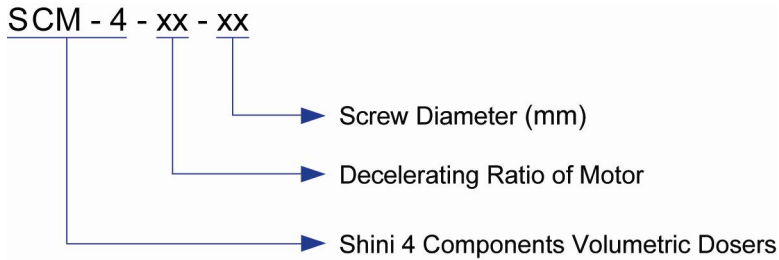 SCM - 4 - xx - xx
Screw Diameter (mm)
Decelerating Ratio of Motor
Shini 4 Components Volumetric Dosers